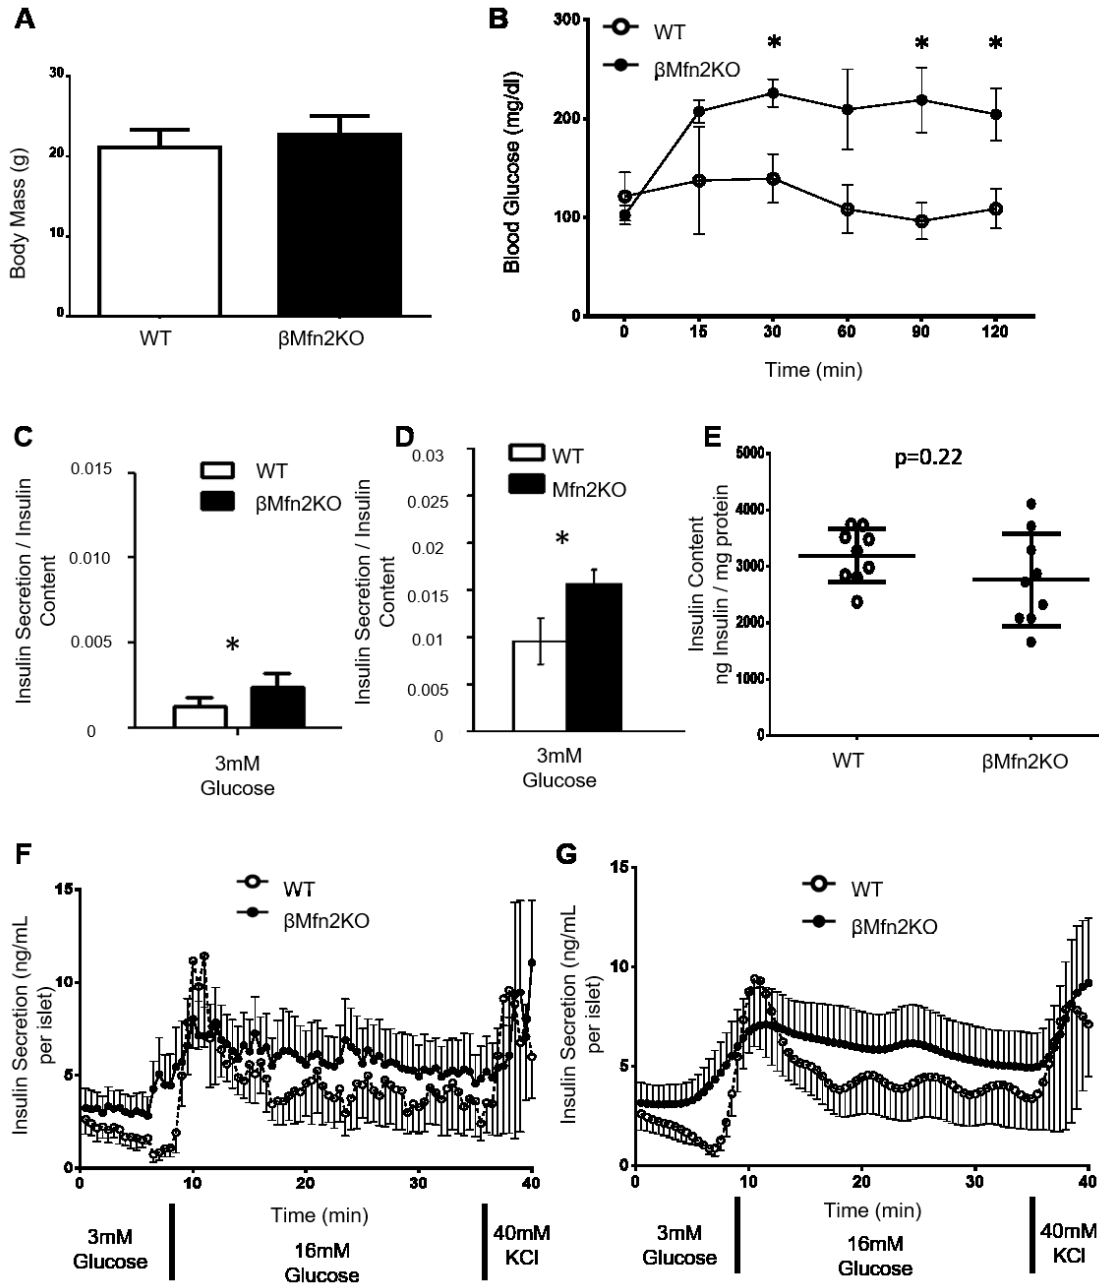 A
Body Mass (g)
30
20
10
0
WT
βMfn2KO
B
WT
βMfn2KO
Blood Glucose (mg/dl)
300
200
100
0
*
*
*
0
15
30
60
90
120
Time (min)
C
Insulin Secretion / Insulin
Content
0.015
0.010
0.005
0
WT
βMfn2KO
*
3mM
Glucose
D
Insulin Secretion / Insulin
Content
0.03
0.025
0.02
0.015
0.01
0.005
0
WT
Mfn2KO
*
3mM
Glucose
E
Insulin Content
ng Insulin / mg protein
5000
4000
3000
2000
1000
0
p=0.22
WT
βMfn2KO
F
Insulin Secretion (ng/mL
per islet)
15
10
5
0
WT
βMfn2KO
0
10
20
30
40
Time (min)
3mM
Glucose
16mM
Glucose
40mM
KCl
G
Insulin Secretion (ng/mL
per islet)
15
10
5
0
WT
βMfn2KO
0
10
20
30
40
Time (min)
3mM
Glucose
16mM
Glucose
40mM
KCl